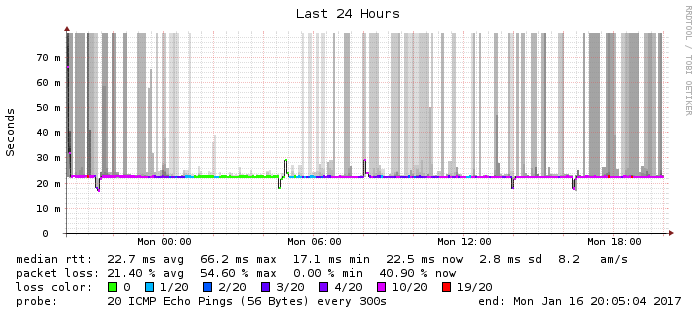 Last 24 Hours
RRDTOOL / TOBI OETIKER
Seconds
70 m
60 m
50 m
40 m
30 m
20 m
10 m
0
Mon 00:00 Mon 06:00 Mon 12:00 Mon 18:00
median rtt: 22.7 ms avg 66.2 ms max 17.1 ms min 22.5 ms now 2.8 ms sd 8.2 am/s
packet loss: 21.40 % avg 54.60 % max 0.00 % min 40.90 % now
loss color: 0 1/20 2/20 3/20 4/20 10/20 19/20
probe: 20 ICMP Echo Pings (56 Bytes) every 300s end: Mon Jan 16 20:05:04 2017